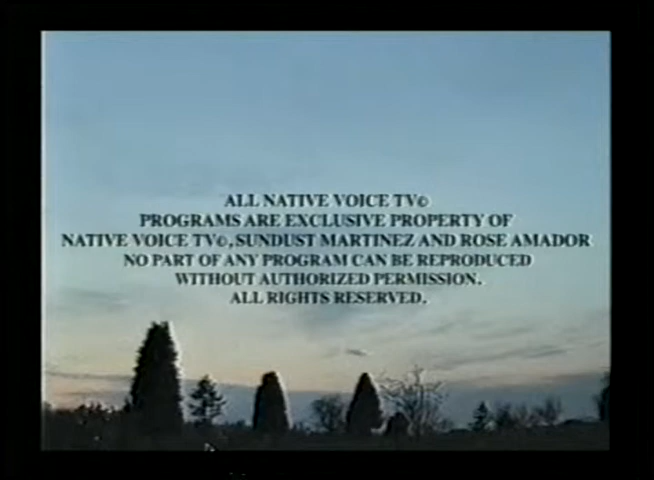 ALL NATIVE VOICE TV©
PROGRAMS ARE EXCLUSIVE PROPERTY OF
NATIVE VOICE TV©, SUNDUST MARTINEZ AND ROSE AMADOR
NO PART OF ANY PROGRAM CAN BE REPRODUCED
WITHOUT AUTHORIZED PERMISSION.
ALL RIGHTS RESERVED.